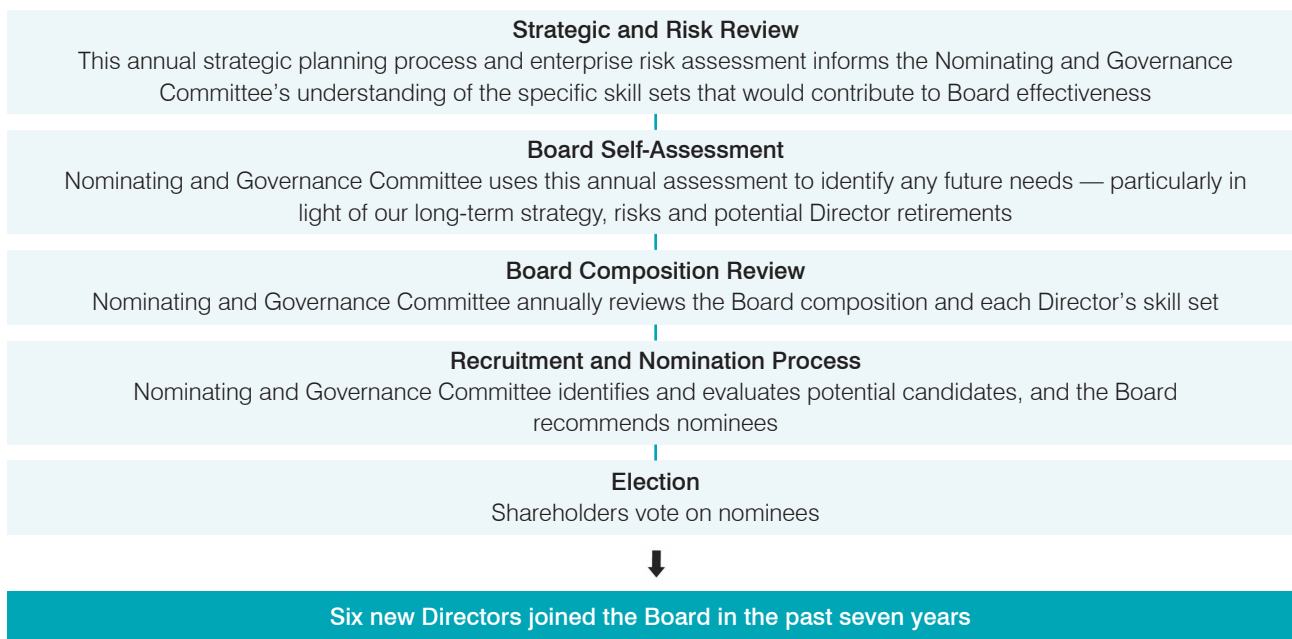 Strategic and Risk Review
This annual strategic planning process and enterprise risk assessment informs the Nominating and Governance
Committee’s understanding of the specific skill sets that would contribute to Board effectiveness
Board Self-Assessment
Nominating and Governance Committee uses this annual assessment to identify any future needs — particularly in
light of our long-term strategy, risks and potential Director retirements
Board Composition Review
Nominating and Governance Committee annually reviews the Board composition and each Director’s skill set
Recruitment and Nomination Process
Nominating and Governance Committee identifies and evaluates potential candidates, and the Board
recommends nominees
Election
Shareholders vote on nominees
Six new Directors joined the Board in the past seven years